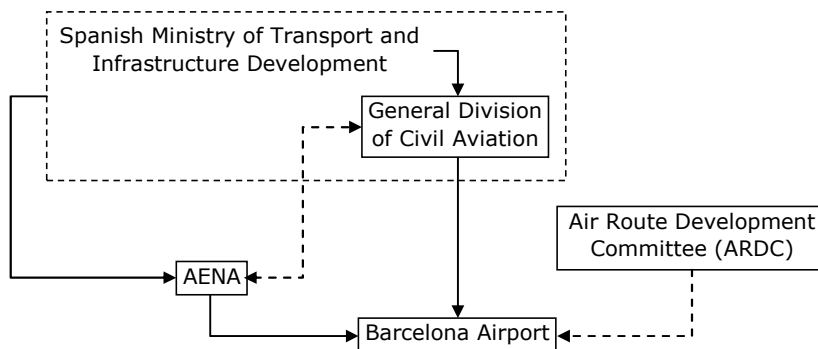 Spanish Ministry of Transport and
Infrastructure Development
General Division
of Civil Aviation
Air Route Development
Committee (ARDC)
AENA
Barcelona Airport